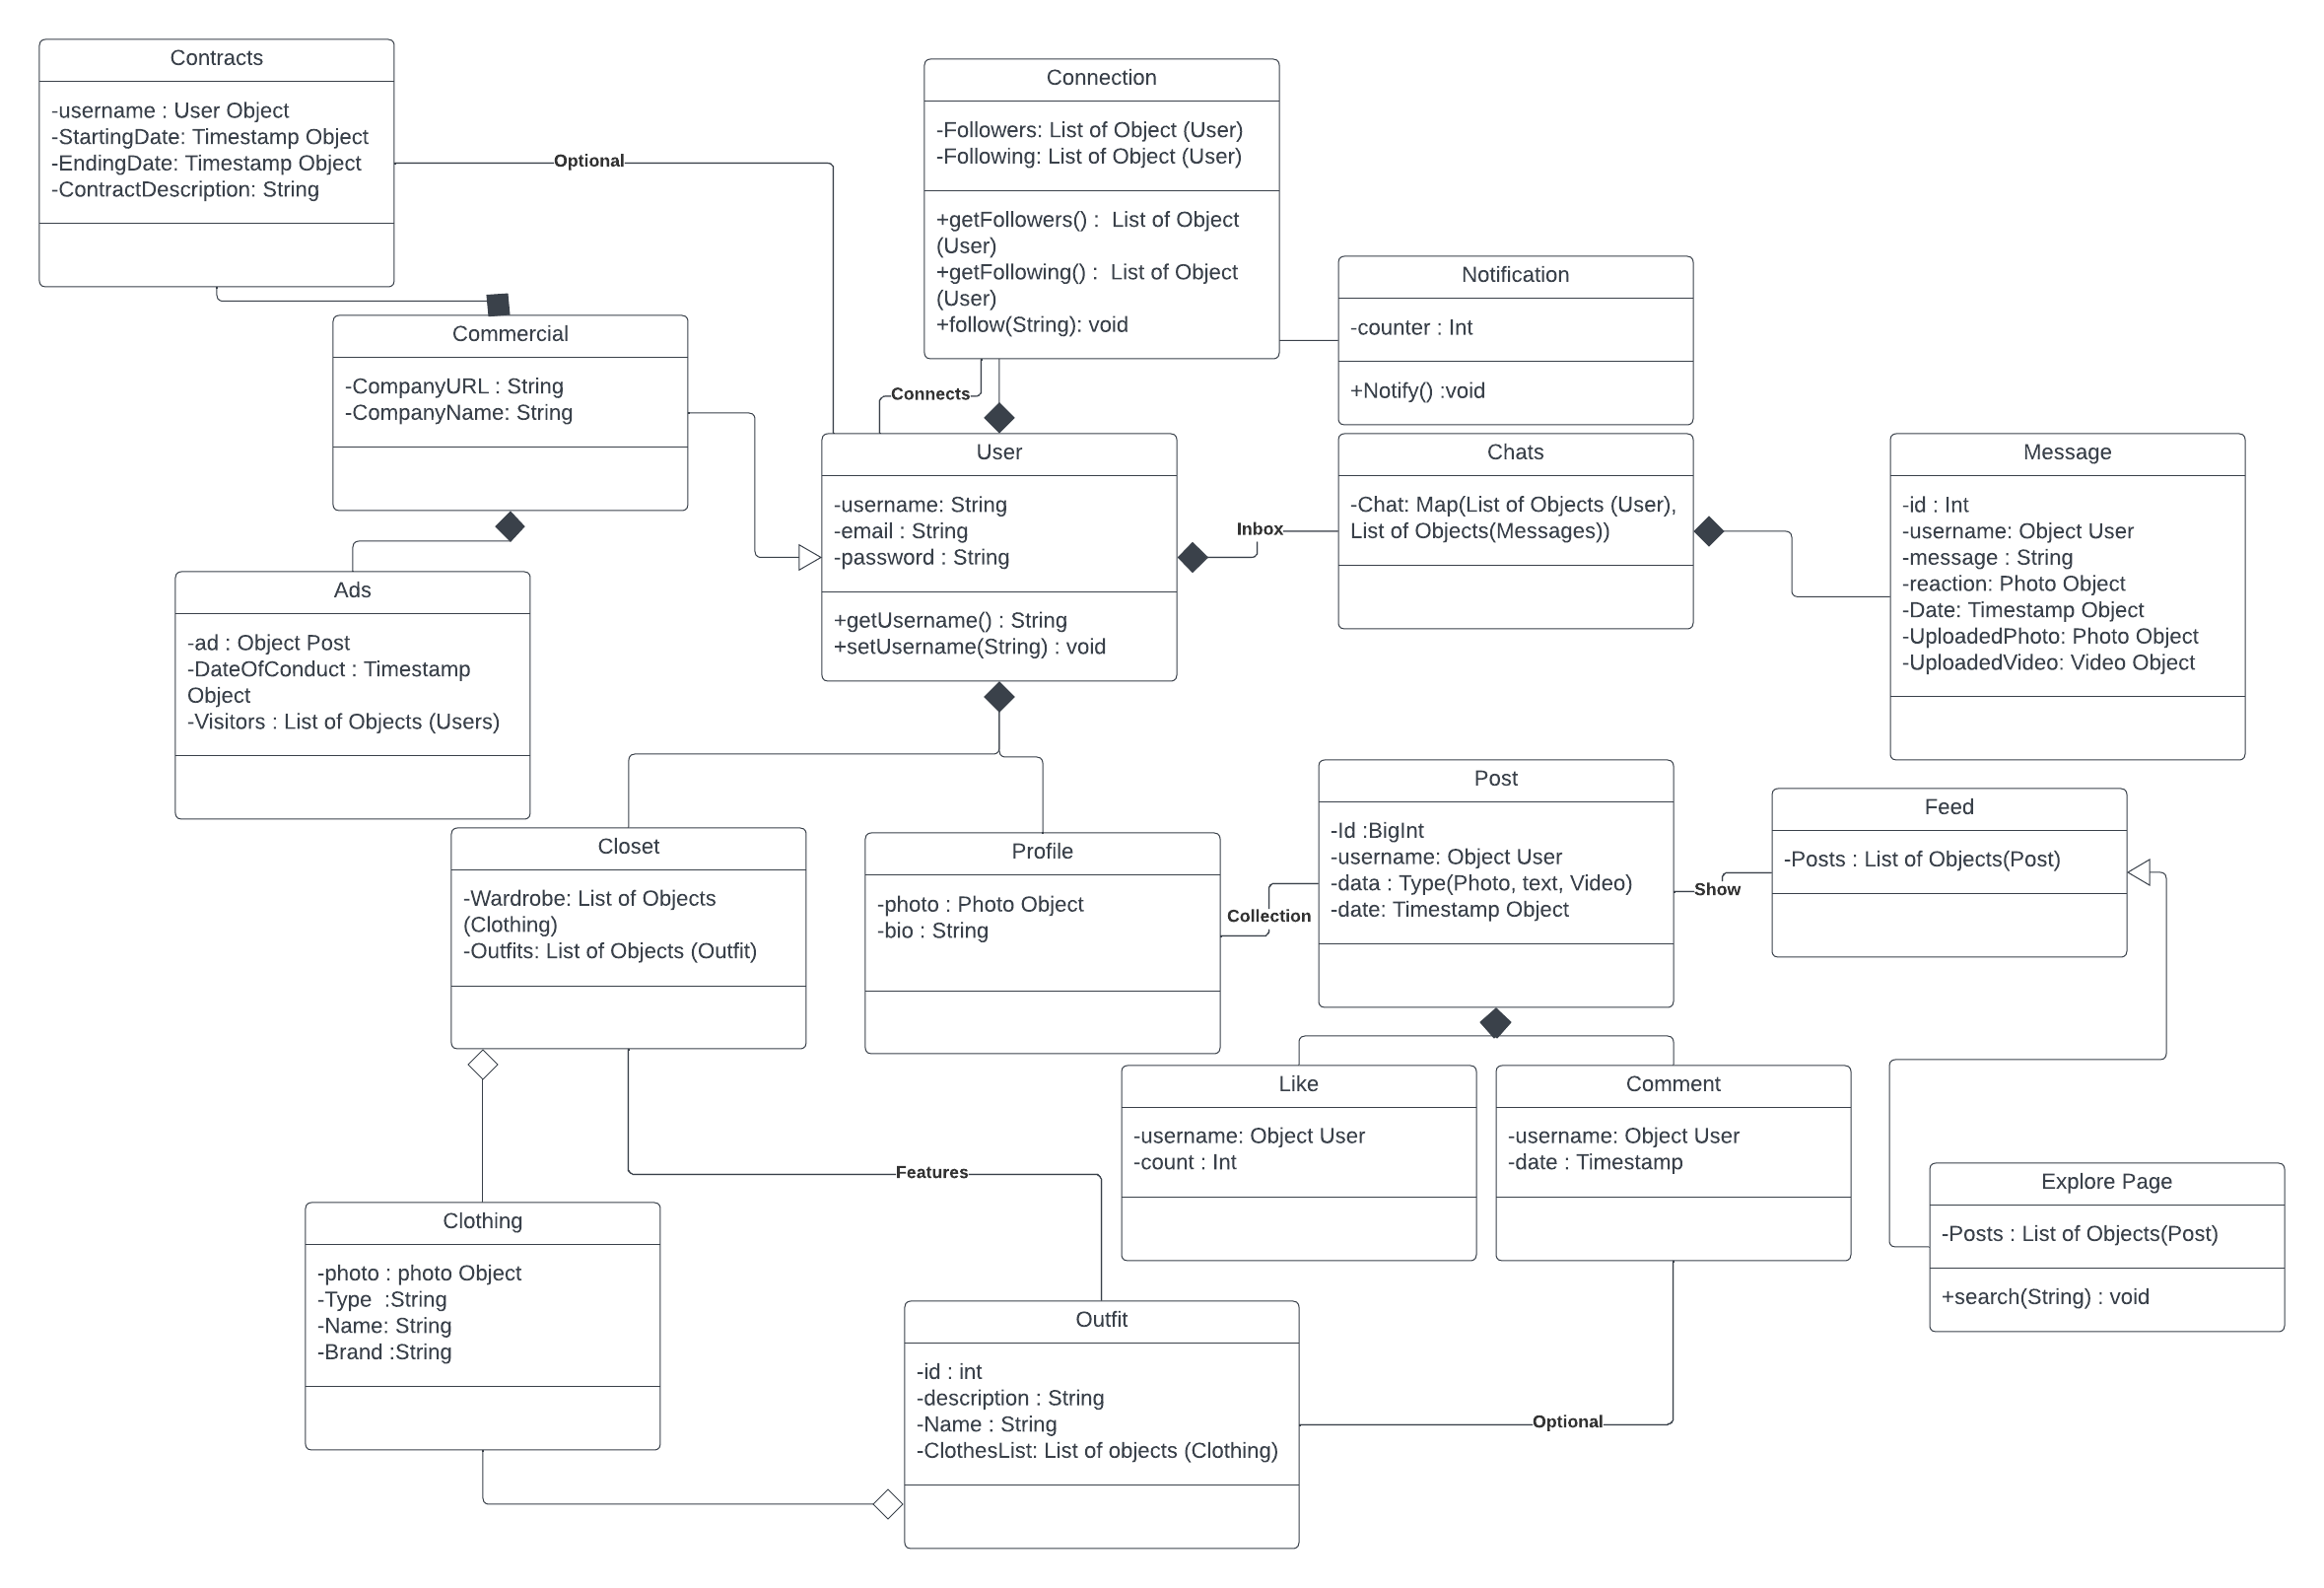 Contracts
-username : User Object
-StartingDate: Timestamp Object
-EndingDate: Timestamp Object
-ContractDescription: String
Optional
Connection
-Followers: List of Object (User)
-Following: List of Object (User)
+getFollowers() :  List of Object
(User)
+getFollowing() :  List of Object
(User)
+follow(String): void
Notification
-counter : Int
+Notify() :void
Commercial
-CompanyURL : String
-CompanyName: String
Connects
User
-username: String
-email : String
-password : String
+getUsername() : String
+setUsername(String) : void
Inbox
Chats
-Chat: Map(List of Objects (User),
List of Objects(Messages))
Message
-id : Int
-username: Object User
-message : String
-reaction: Photo Object
-Date: Timestamp Object
-UploadedPhoto: Photo Object
-UploadedVideo: Video Object
Ads
-ad : Object Post
-DateOfConduct : Timestamp
Object
-Visitors : List of Objects (Users)
Closet
-Wardrobe: List of Objects
(Clothing)
-Outfits: List of Objects (Outfit)
Profile
-photo : Photo Object
-bio : String
Collection
Post
-Id :BigInt
-username: Object User
-data : Type(Photo, text, Video)
-date: Timestamp Object
Show
Feed
-Posts : List of Objects(Post)
Like
-username: Object User
-count : Int
Comment
-username: Object User
-date : Timestamp
Features
Explore Page
-Posts : List of Objects(Post)
+search(String) : void
Clothing
-photo : photo Object
-Type  :String
-Name: String
-Brand :String
Outfit
-id : int
-description : String
-Name : String
-ClothesList: List of objects (Clothing)
Optional